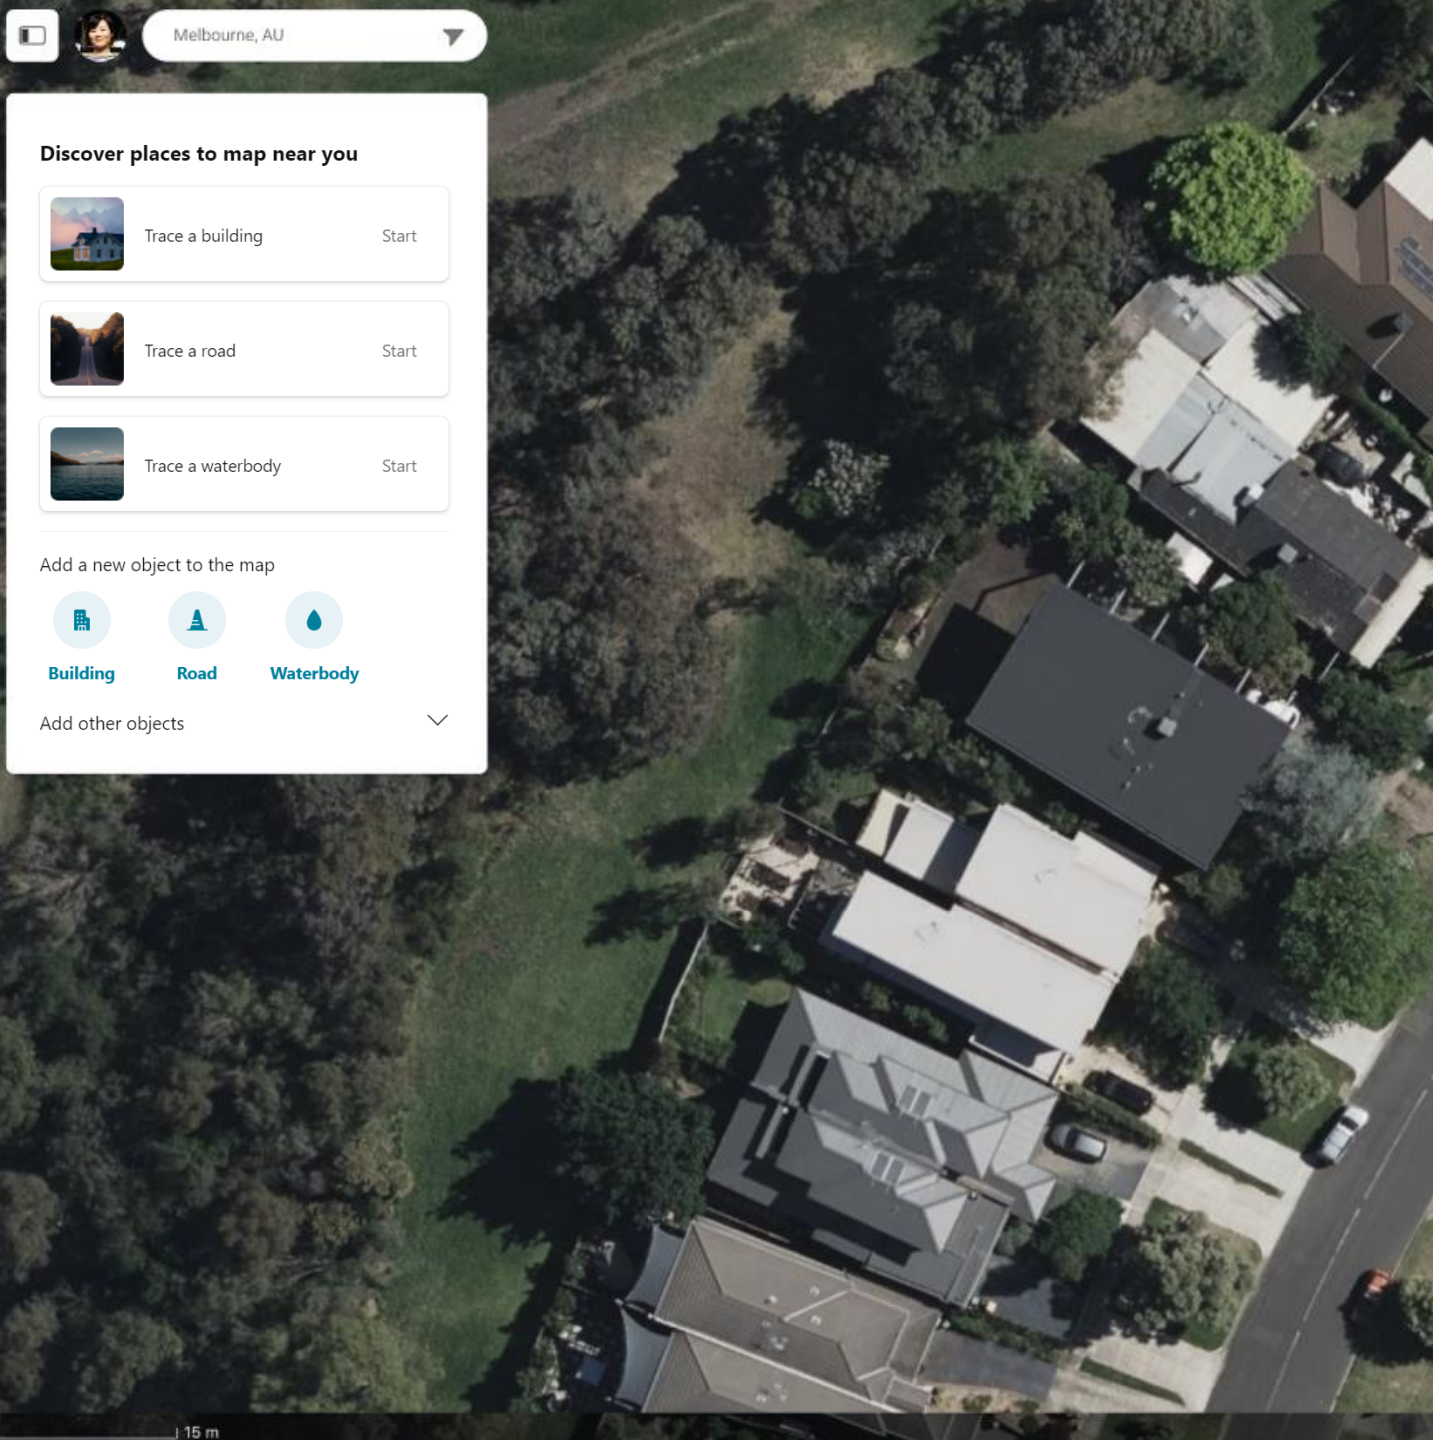 Melbourne, AU
Discover places to map near you
Trace a building Start
Trace a road Start
Trace a waterbody Start
Add a new object to the map
Building Road Waterbody
Add other objects
15 m